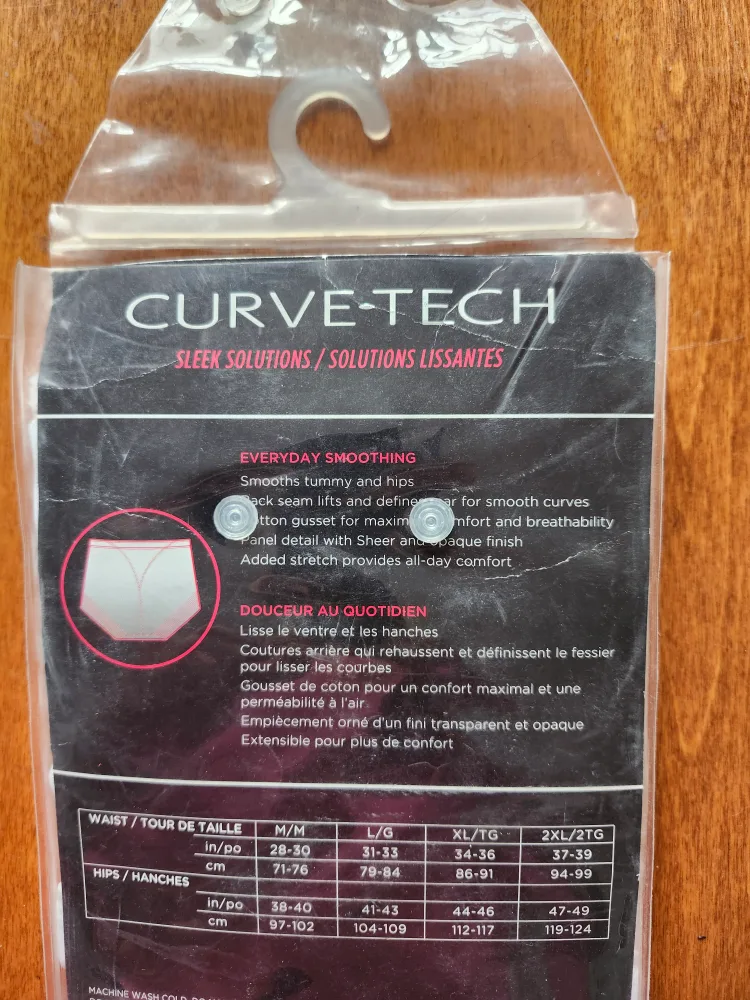 CURVE-TECH
SLEEK SOLUTIONS / SOLUTIONS LISSANTES
EVERYDAY SMOOTHING
Smooths tummy and hips
Back seam lifts and defines rear for smooth curves
Cotton gusset for maximum comfort and breathability
Panel detail with Sheer and opaque finish
Added stretch provides all-day comfort
DOUCEUR AU QUOTIDIEN
Lisse le ventre et les hanches
Coutures arrière qui rehaussent et définissent le fessier
pour lisser les courbes
Gousset de coton pour un confort maximal et une
perméabilité à l'air
Empiècement orné d'un fini transparent et opaque
Extensible pour plus de confort
WAIST / TOUR DE TAILLE M/M L/G XL/TG 2XL/2TG
in/po 28-30 31-33 34-36 37-39
cm 71-76 79-84 86-91 94-99
HIPS / HANCHES
in/po 38-40 41-43 44-46 47-49
cm 97-102 104-109 112-117 119-124
MACHINE WASH COLD